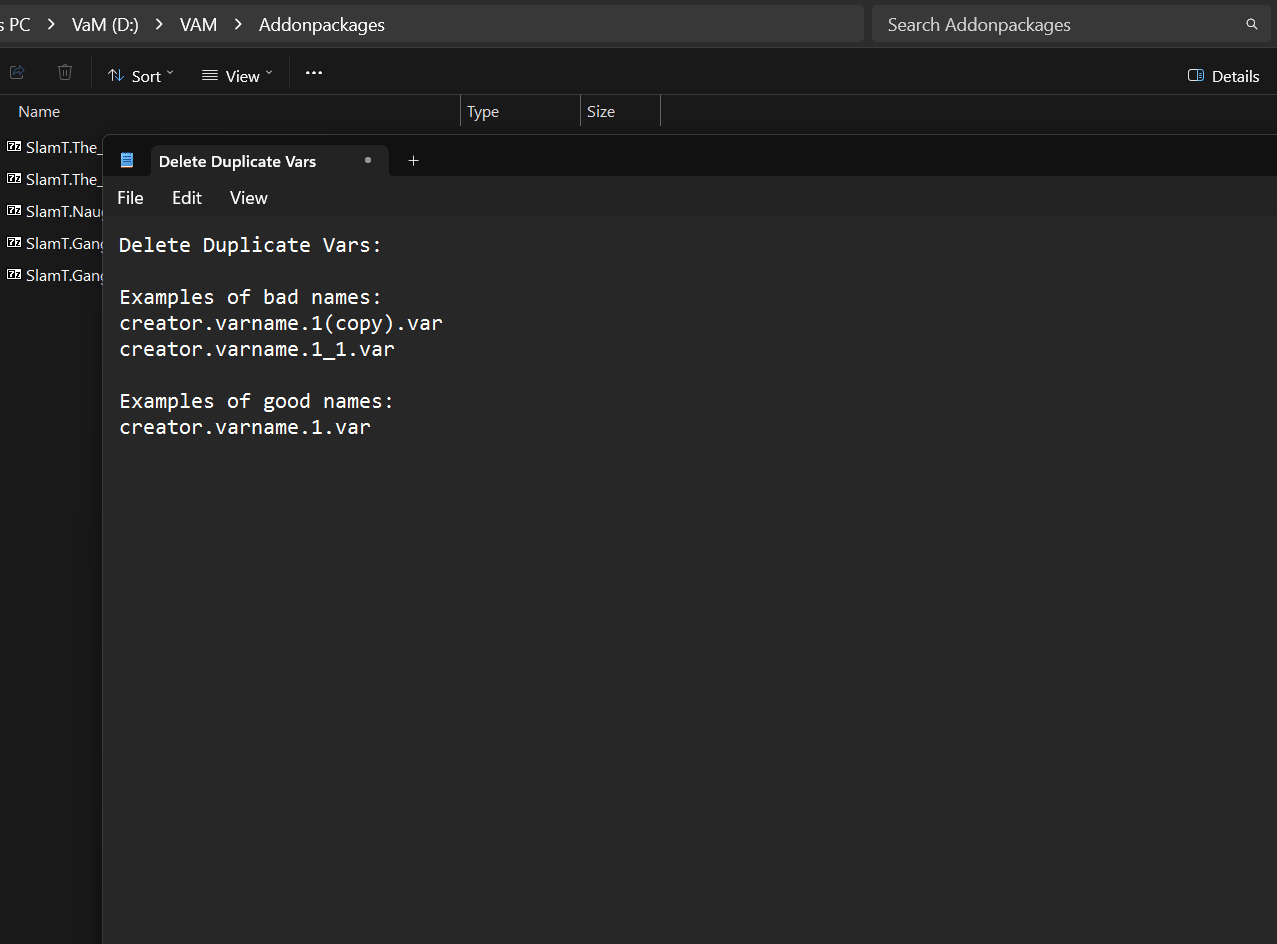 s PC > VaM (D:) > VAM > Addonpackages
Search Addonpackages
Sort
View
...
Details
Name
Type
Size
SlamT.The_
SlamT.The_
SlamT.Naug
SlamT.Gang
SlamT.Gang
Delete Duplicate Vars
File
Edit
View
Delete Duplicate Vars:
Examples of bad names:
creator.varname.1(copy).var
creator.varname.1_1.var
Examples of good names:
creator.varname.1.var